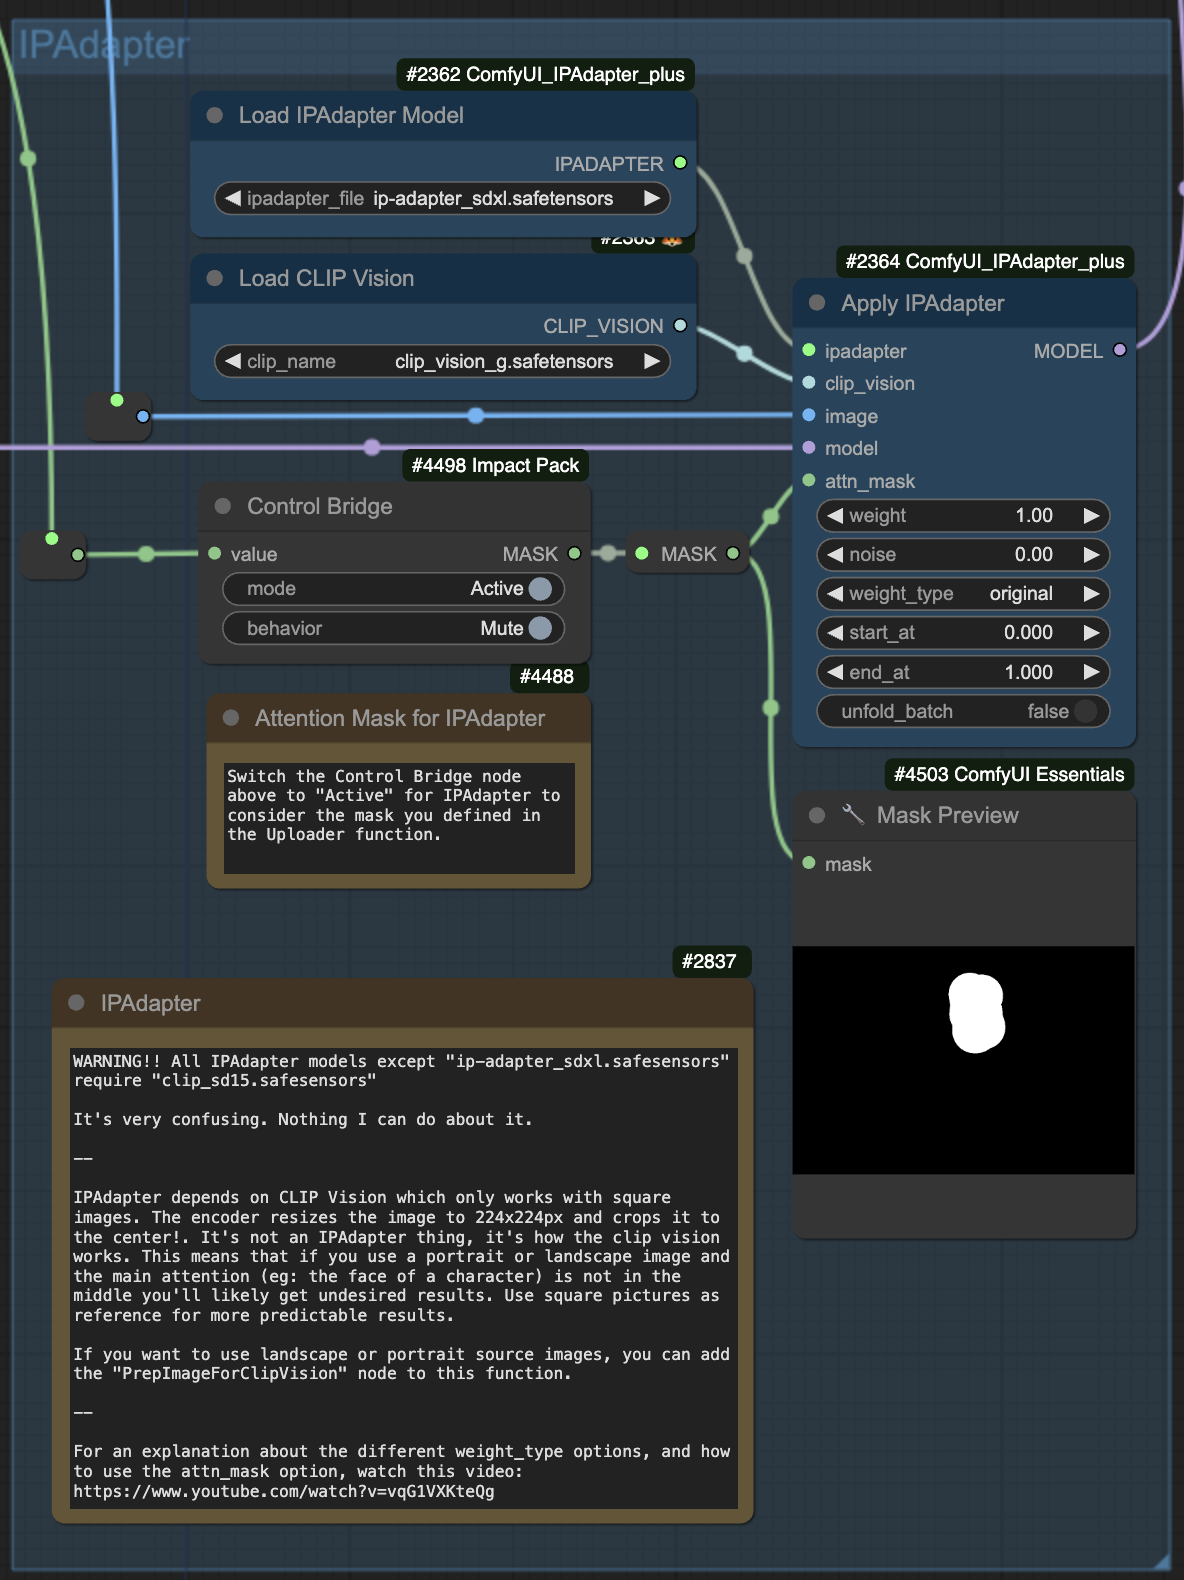 IPAdapter
#2362 ComfyUI_IPAdapter_plus
Load IPAdapter Model
IPADAPTER
ipadapter_file ip-adapter_sdxl.safetensors
#2363
Load CLIP Vision
CLIP_VISION
clip_name clip_vision_g.safetensors
#2364 ComfyUI_IPAdapter_plus
Apply IPAdapter
ipadapter MODEL
clip_vision
image
model
attn_mask
weight 1.00
noise 0.00
weight_type original
start_at 0.000
end_at 1.000
unfold_batch false
#4498 Impact Pack
Control Bridge
value MASK
mode Active
behavior Mute
MASK
#4488
Attention Mask for IPAdapter
Switch the Control Bridge node
above to "Active" for IPAdapter to
consider the mask you defined in
the Uploader function.
#4503 ComfyUI Essentials
Mask Preview
mask
#2837
IPAdapter
WARNING!! All IPAdapter models except "ip-adapter_sdxl.safesensors"
require "clip_sd15.safesensors"
It's very confusing. Nothing I can do about it.
——
IPAdapter depends on CLIP Vision which only works with square
images. The encoder resizes the image to 224x224px and crops it to
the center!. It's not an IPAdapter thing, it's how the clip vision
works. This means that if you use a portrait or landscape image and
the main attention (eg: the face of a character) is not in the
middle you'll likely get undesired results. Use square pictures as
reference for more predictable results.
If you want to use landscape or portrait source images, you can add
the "PrepImageForClipVision" node to this function.
——
For an explanation about the different weight_type options, and how
to use the attn_mask option, watch this video:
https://www.youtube.com/watch?v=vqG1VXKteQg